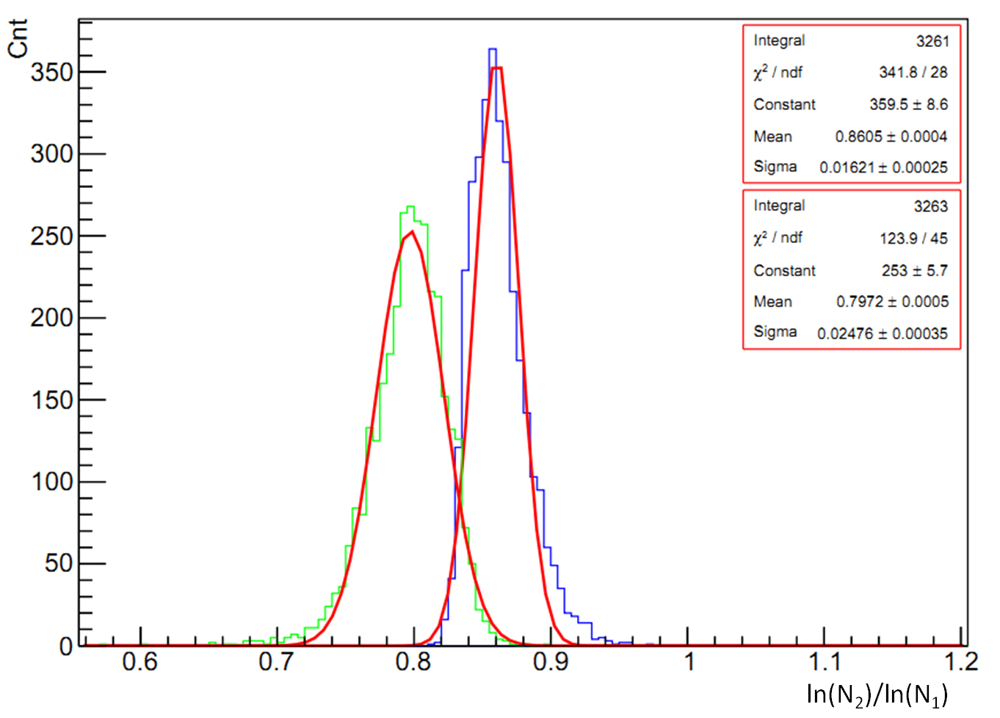 Cnt
350
300
250
200
150
100
50
0
0.6 0.7 0.8 0.9 1 1.1 1.2
ln(N₂)/ln(N₁)
Integral 3261
χ² / ndf 341.8 / 28
Constant 359.5 ± 8.6
Mean 0.8605 ± 0.0004
Sigma 0.01621 ± 0.00025
Integral 3263
χ² / ndf 123.9 / 45
Constant 253 ± 5.7
Mean 0.7972 ± 0.0005
Sigma 0.02476 ± 0.00035